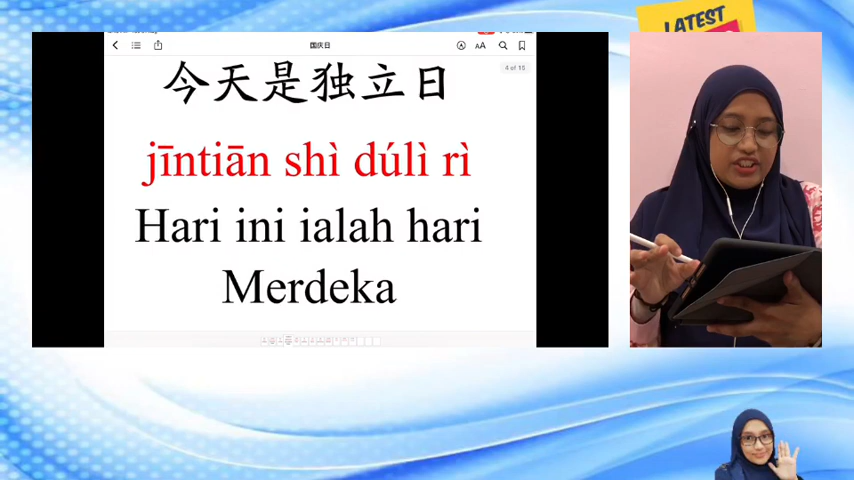 LATEST
国庆日
AA
4 of 15
今天是独立日
jīntiān shì dúlì rì
Hari ini ialah hari
Merdeka